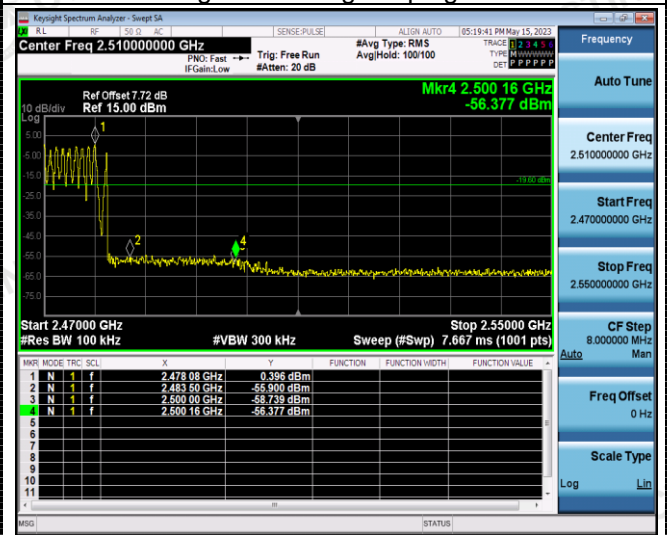 Keysight Spectrum Analyzer - Swept SA
RL RF 50 Ω AC SENSE:PULSE ALIGN AUTO 05:19:41 PM May 15, 2023
Center Freq 2.510000000 GHz
PNO: Fast
IFGain:Low
Trig: Free Run
#Atten: 20 dB
#Avg Type: RMS
Avg|Hold: 100/100
TRACE 1 2 3 4 5 6
TYPE M W W W W W
DET P P P P P P
Ref Offset 7.72 dB
Ref 15.00 dBm
10 dB/div
Log
Mkr4 2.500 16 GHz
-56.377 dBm
5.00
-5.00
-15.0
-25.0
-35.0
-45.0
-55.0
-65.0
-75.0
-19.60 dBm
1
2
4
Start 2.47000 GHz Stop 2.55000 GHz
#Res BW 100 kHz #VBW 300 kHz Sweep (#Swp) 7.667 ms (1001 pts)
MKR MODE TRC SCL X Y FUNCTION FUNCTION WIDTH FUNCTION VALUE
1 N 1 f 2.478 08 GHz 0.396 dBm
2 N 1 f 2.483 50 GHz -55.900 dBm
3 N 1 f 2.500 00 GHz -58.739 dBm
4 N 1 f 2.500 16 GHz -56.377 dBm
5
6
7
8
9
10
11
MSG STATUS
Frequency
Auto Tune
Center Freq
2.510000000 GHz
Start Freq
2.470000000 GHz
Stop Freq
2.550000000 GHz
CF Step
8.000000 MHz
Auto Man
Freq Offset
0 Hz
Scale Type
Log Lin